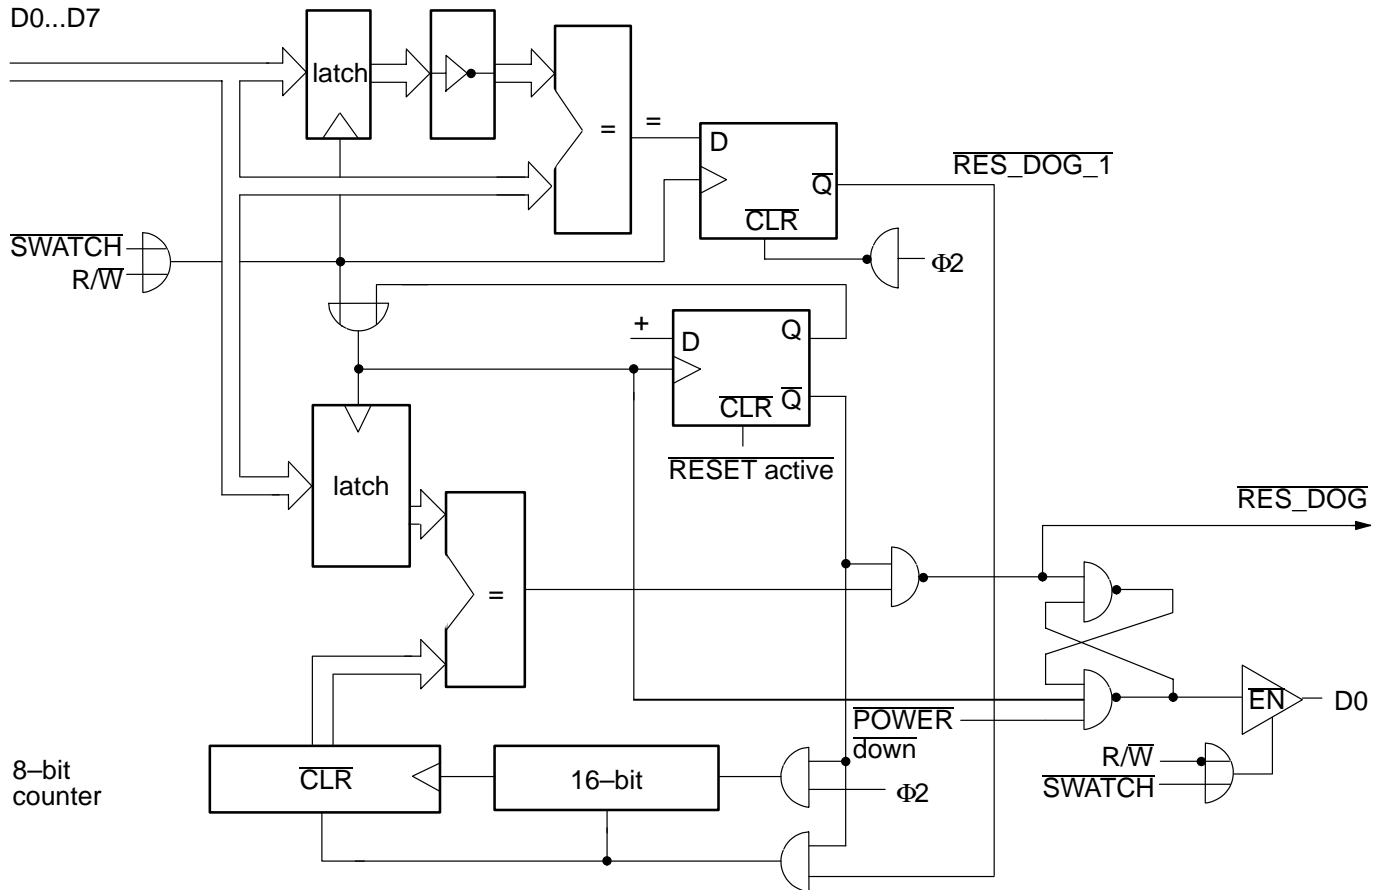 D0...D7
latch
=
=
D
Q
RES_DOG_1
CLR
SWATCH
R/W
Φ2
+
D
Q
Q
CLR
RESET active
latch
=
RES_DOG
EN
D0
POWER
down
R/W
SWATCH
8–bit
counter
CLR
16–bit
Φ2